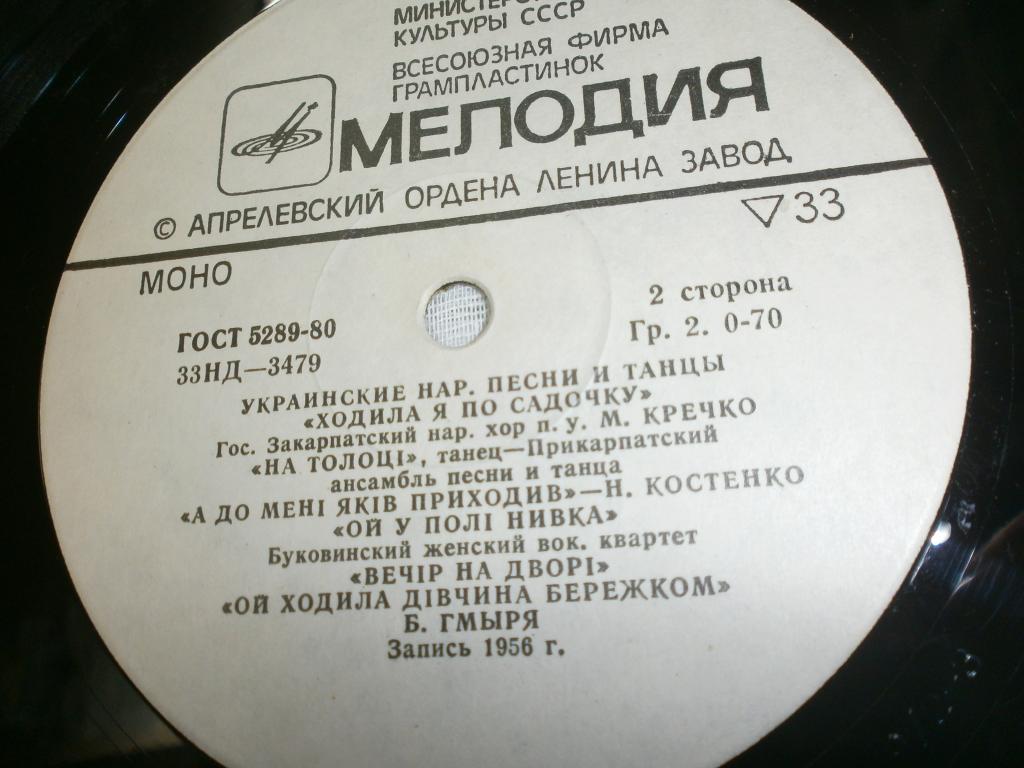 КУЛЬТУРЫ СССР
ВСЕСОЮЗНАЯ ФИРМА
ГРАМПЛАСТИНОК
МЕЛОДИЯ
© АПРЕЛЕВСКИЙ ОРДЕНА ЛЕНИНА ЗАВОД
МОНО
33
ГОСТ 5289-80
2 сторона
33НД—3479
Гр. 2. 0-70
УКРАИНСКИЕ НАР. ПЕСНИ И ТАНЦЫ
«ХОДИЛА Я ПО САДОЧКУ»
Гос. Закарпатский нар. хор п. у. М. КРЕЧКО
«НА ТОЛОЦІ», танец—Прикарпатский
ансамбль песни и танца
«А ДО МЕНІ ЯКІВ ПРИХОДИВ»—Н. КОСТЕНКО
«ОЙ У ПОЛІ НИВКА»
Буковинский женский вок. квартет
«ВЕЧІР НА ДВОРІ»
«ОЙ ХОДИЛА ДІВЧИНА БЕРЕЖКОМ»
Б. ГМЫРЯ
Запись 1956 г.